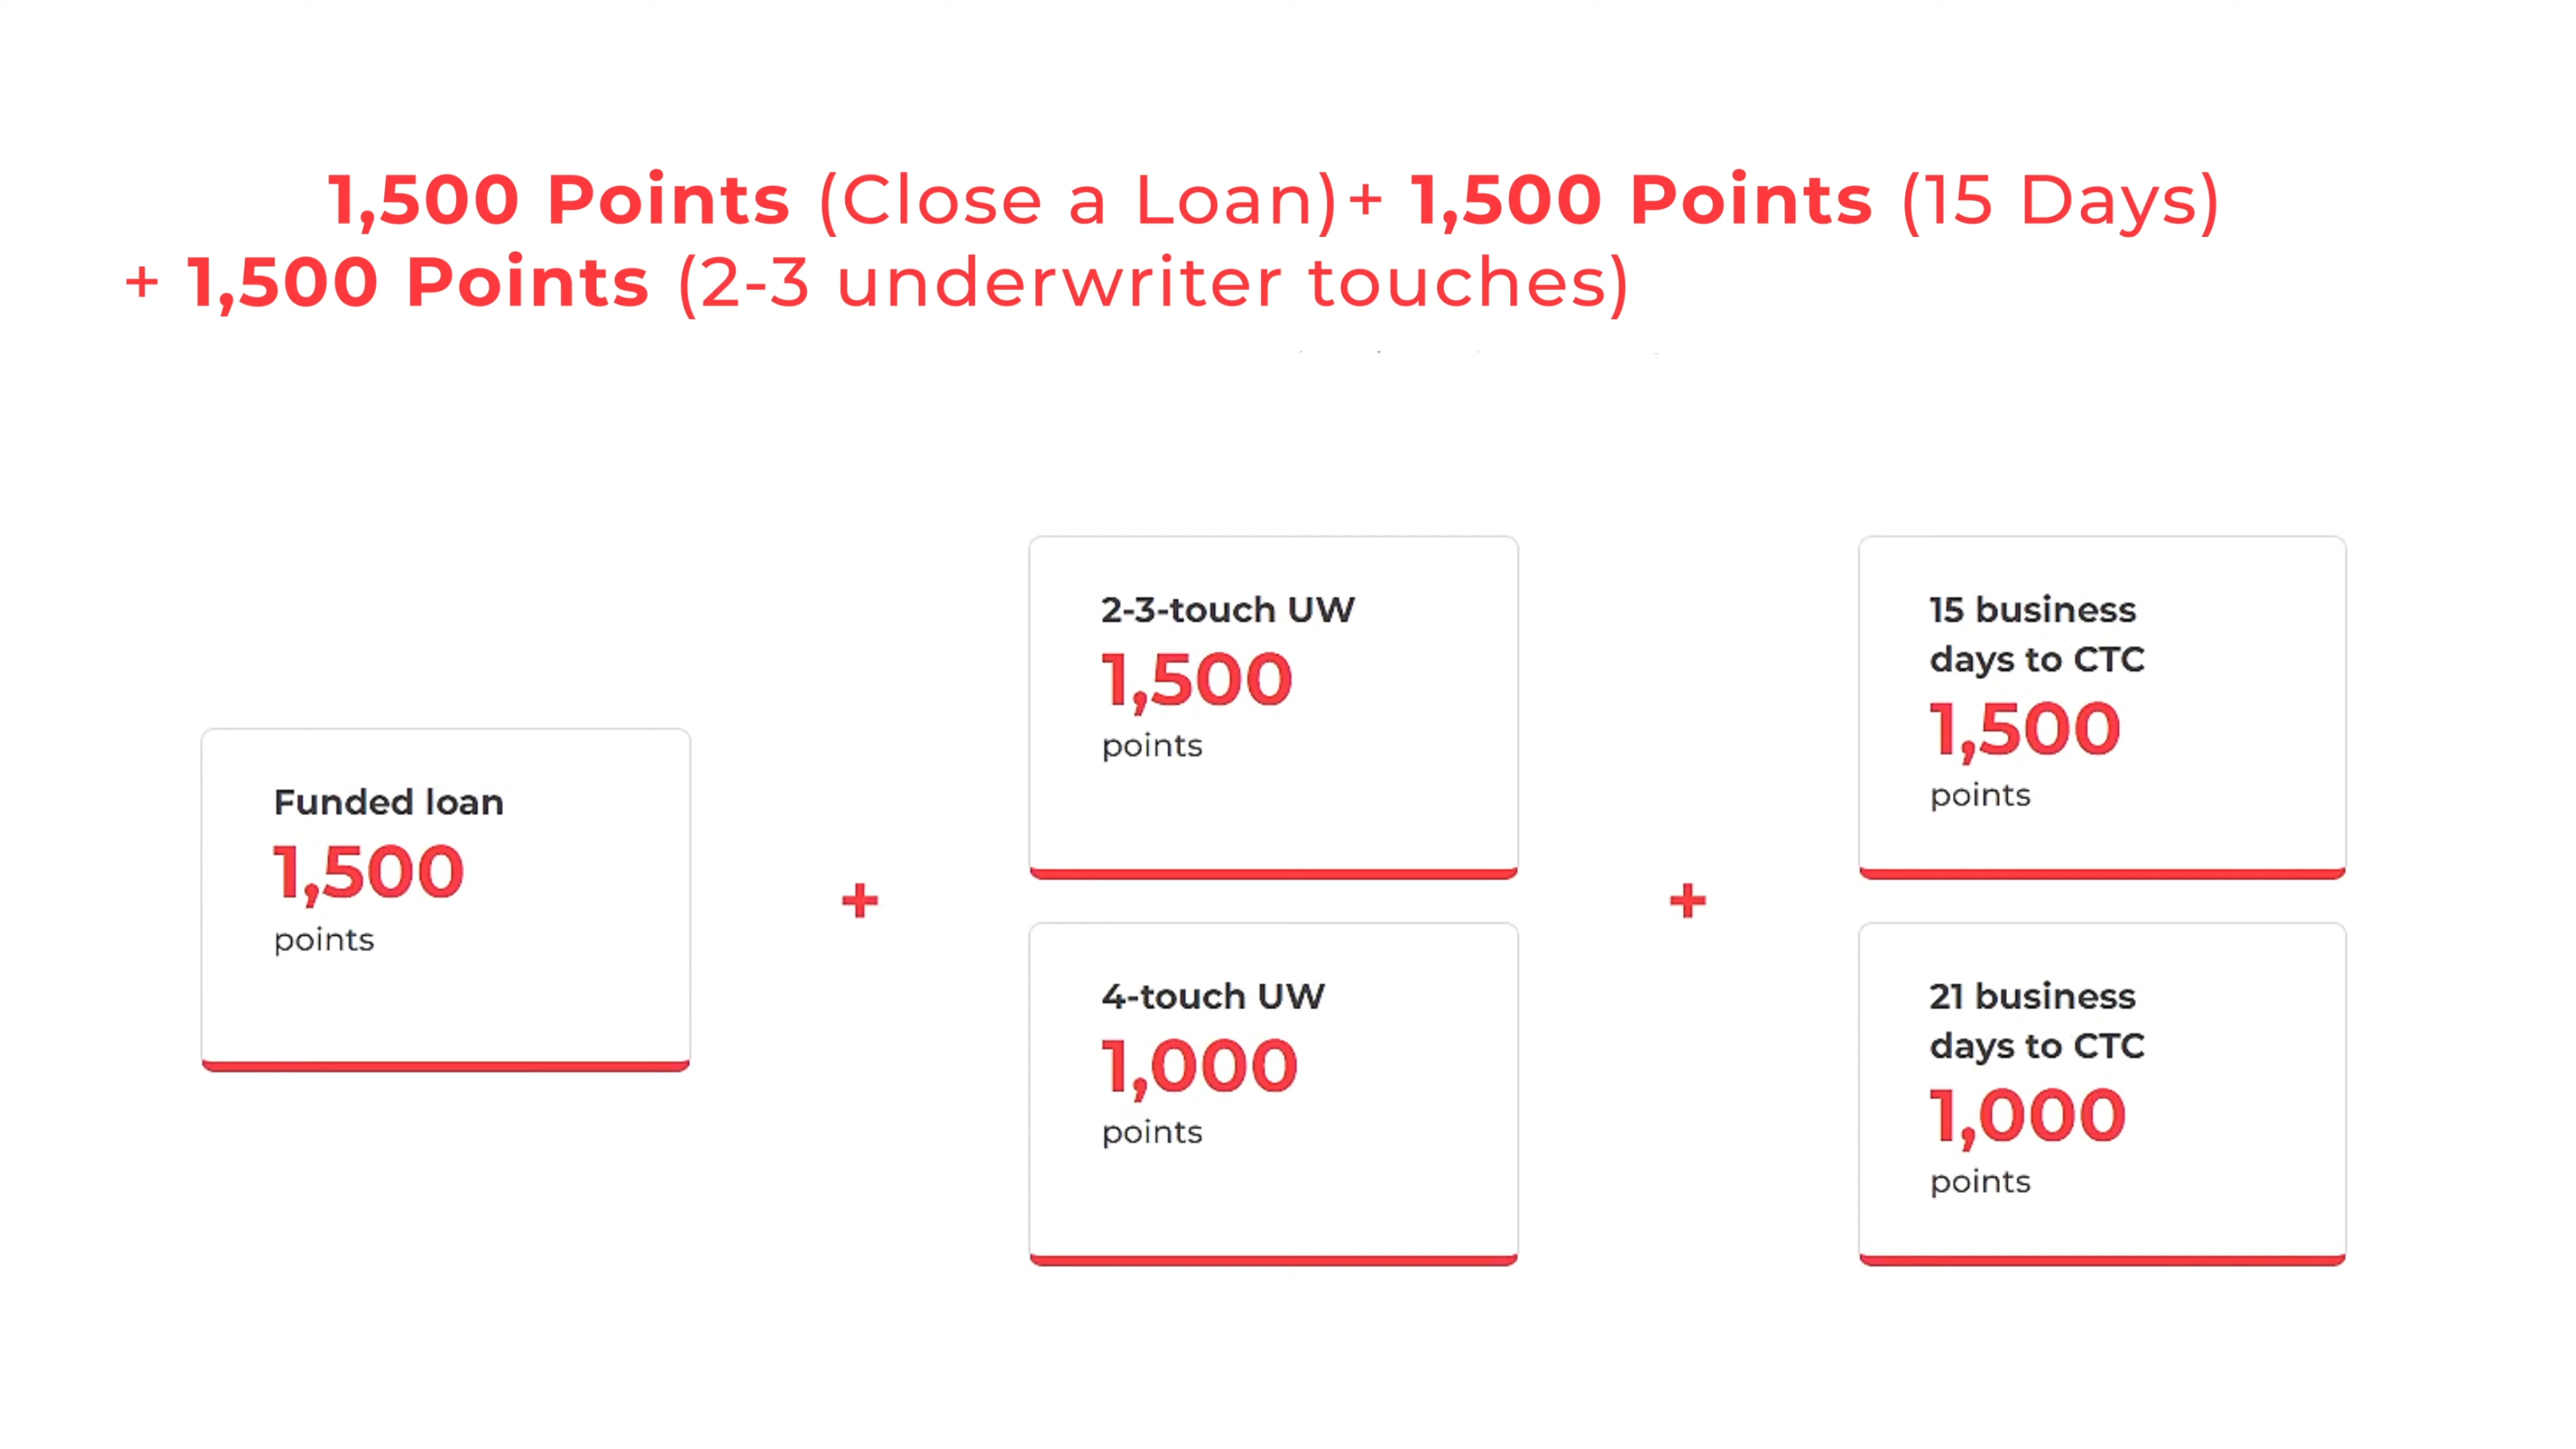 1,500 Points (Close a Loan) + 1,500 Points (15 Days)
+ 1,500 Points (2-3 underwriter touches)
Funded loan
1,500
points
+
2-3-touch UW
1,500
points
4-touch UW
1,000
points
+
15 business
days to CTC
1,500
points
21 business
days to CTC
1,000
points